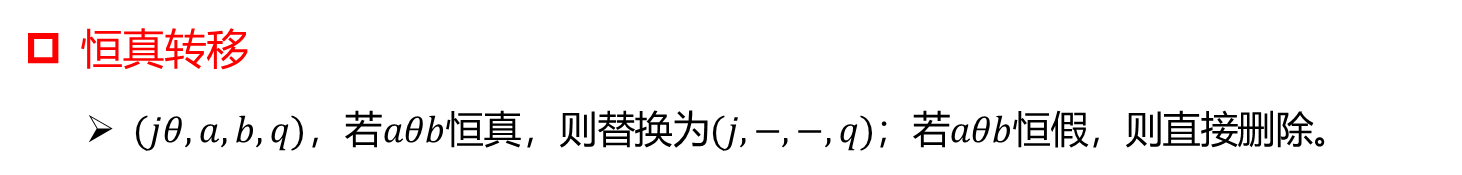 恒真转移
(jθ, a, b, q)，若aθb恒真，则替换为(j, −, −, q)；若aθb恒假，则直接删除。